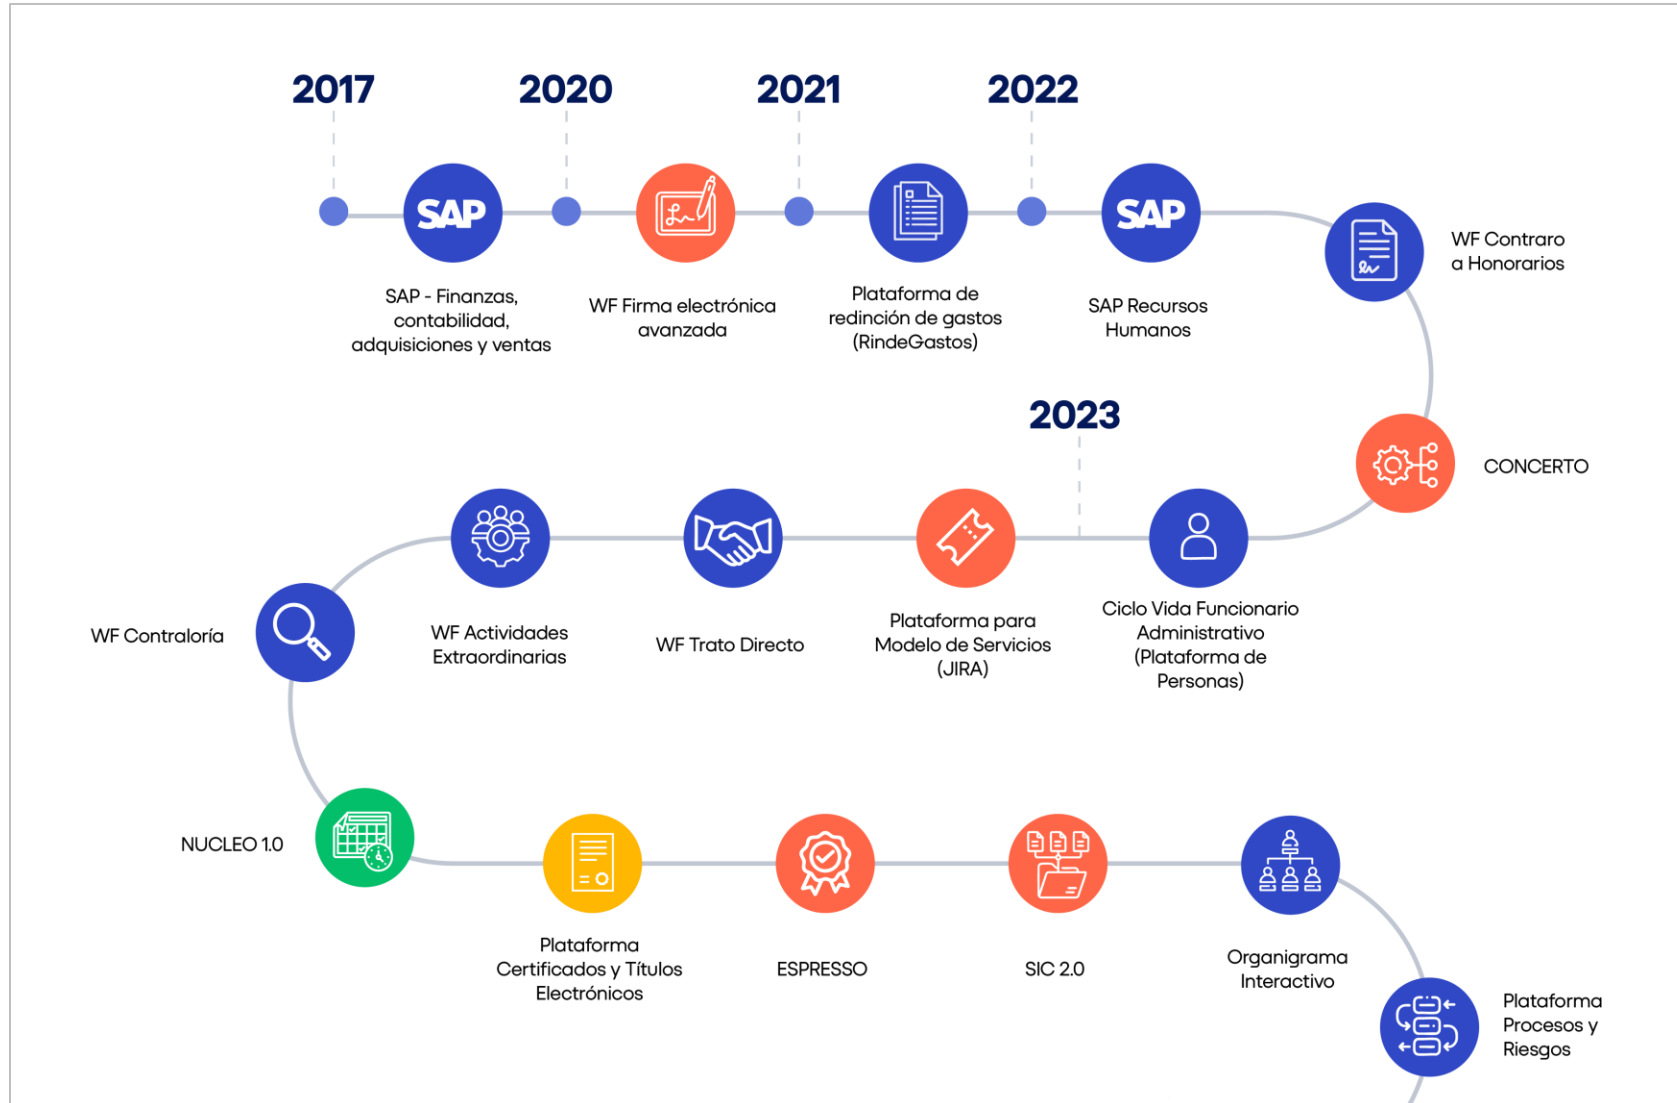 2017
2020
2021
2022
SAP
SAP
SAP - Finanzas,
contabilidad,
adquisiciones y ventas
WF Firma electrónica
avanzada
Plataforma de
redinción de gastos
(RindeGastos)
SAP Recursos
Humanos
WF Contraro
a Honorarios
CONCERTO
2023
Ciclo Vida Funcionario
Administrativo
(Plataforma de
Personas)
Plataforma para
Modelo de Servicios
(JIRA)
WF Trato Directo
WF Actividades
Extraordinarias
WF Contraloría
NUCLEO 1.0
Plataforma
Certificados y Títulos
Electrónicos
ESPRESSO
SIC 2.0
Organigrama
Interactivo
Plataforma
Procesos y
Riesgos